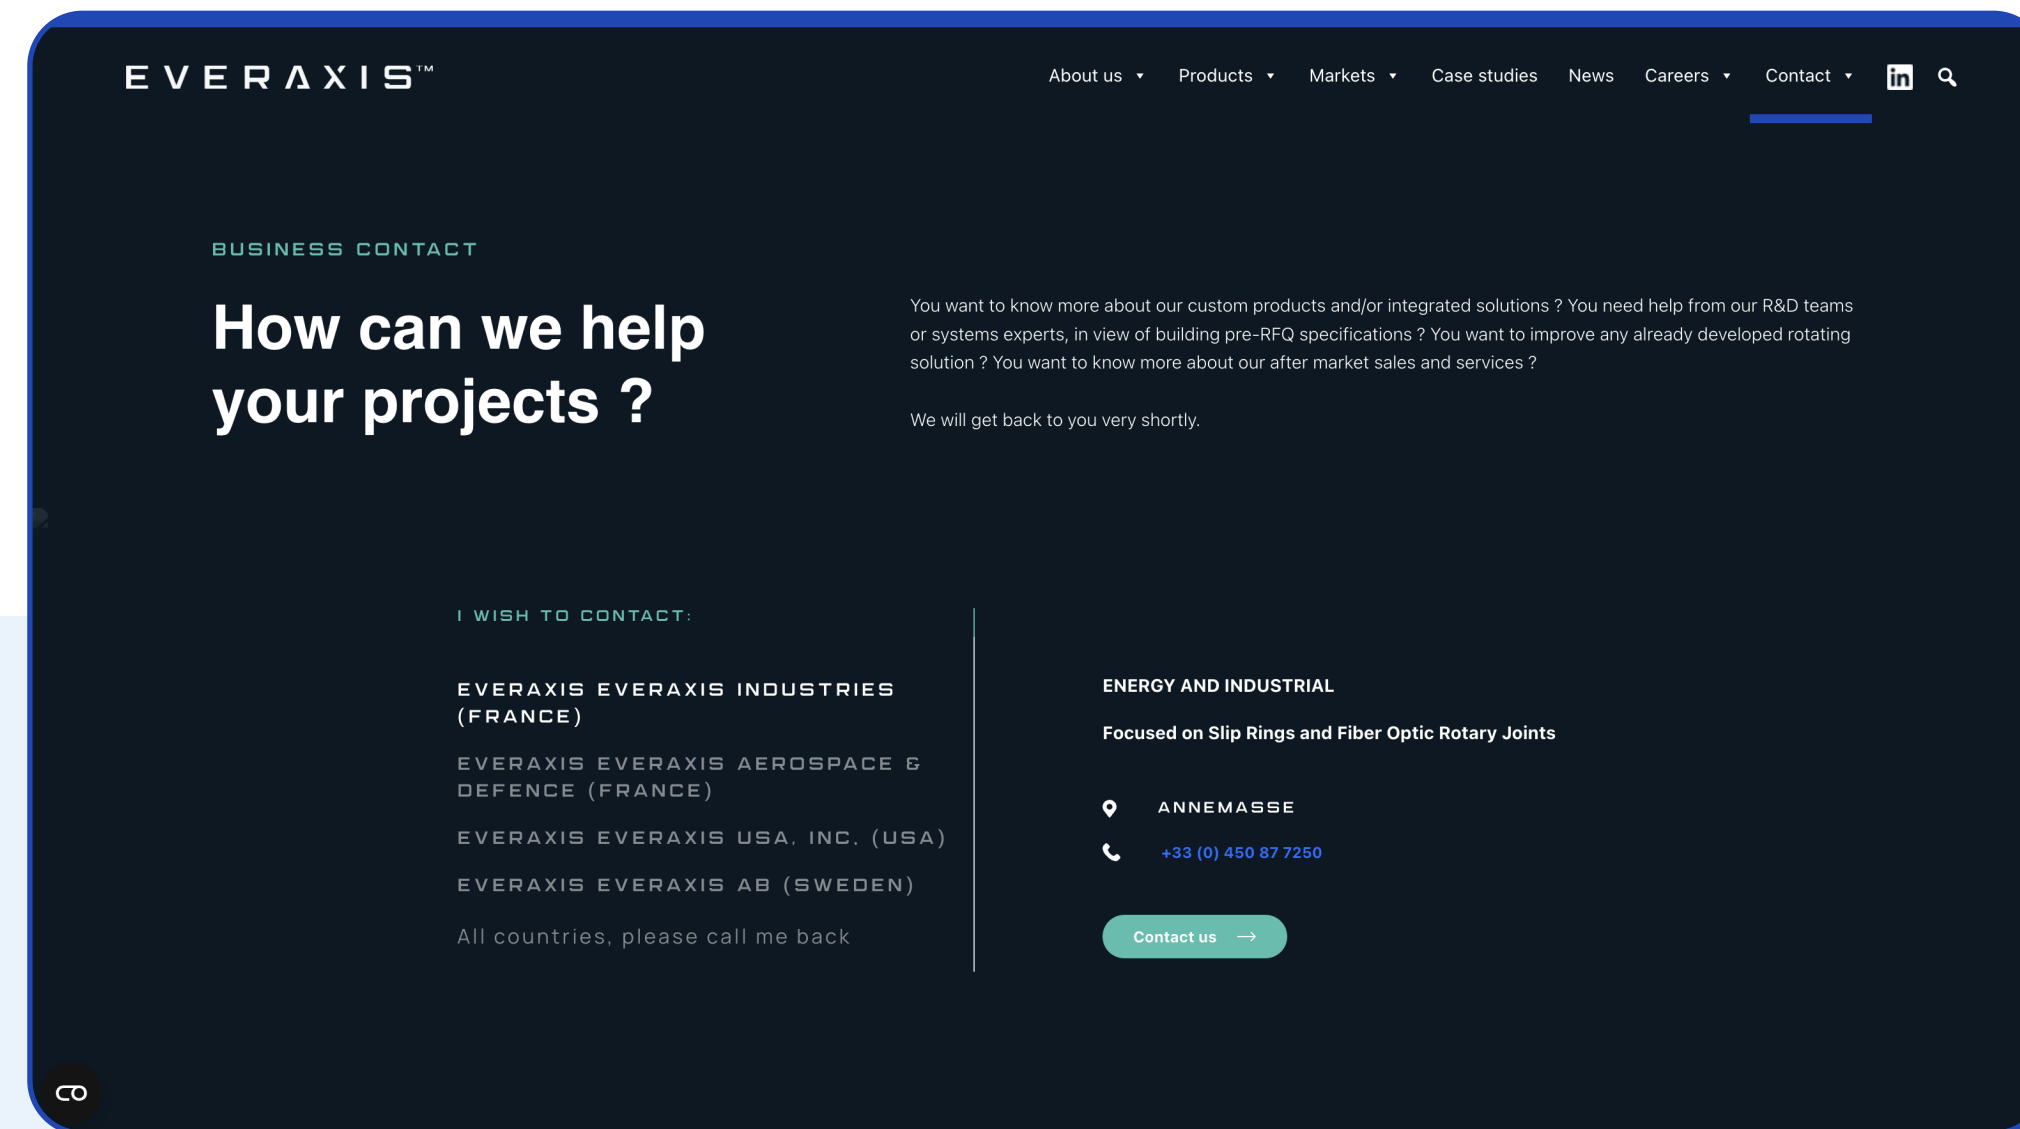 EVERAXIS™
About us Products Markets Case studies News Careers Contact in
BUSINESS CONTACT
How can we help
your projects ?
You want to know more about our custom products and/or integrated solutions ? You need help from our R&D teams
or systems experts, in view of building pre-RFQ specifications ? You want to improve any already developed rotating
solution ? You want to know more about our after market sales and services ?
We will get back to you very shortly.
I WISH TO CONTACT:
EVERAXIS EVERAXIS INDUSTRIES
(FRANCE)
EVERAXIS EVERAXIS AEROSPACE &
DEFENCE (FRANCE)
EVERAXIS EVERAXIS USA, INC. (USA)
EVERAXIS EVERAXIS AB (SWEDEN)
All countries, please call me back
ENERGY AND INDUSTRIAL
Focused on Slip Rings and Fiber Optic Rotary Joints
ANNEMASSE
+33 (0) 450 87 7250
Contact us